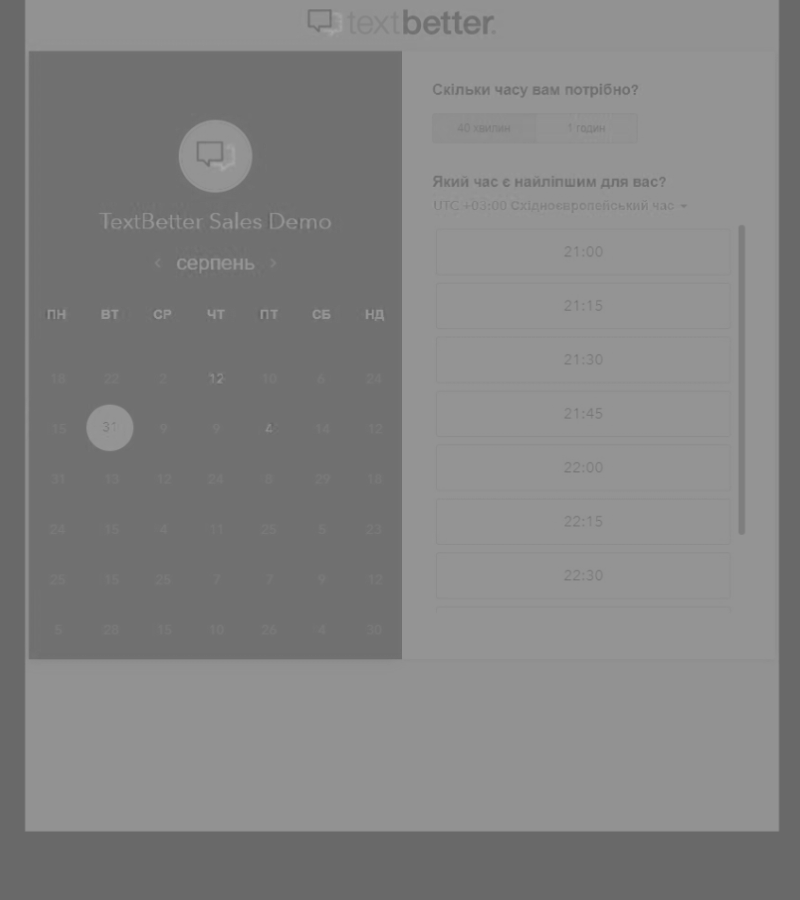 textbetter.
TextBetter Sales Demo
серпень
ПН ВТ СР ЧТ ПТ СБ НД
18 28 2 12 10 6 24
15 31 9 9 4 14 12
31 13 12 24 8 29 18
24 15 4 11 25 5 23
25 15 25 7 7 9 12
5 28 15 10 26 4 30
Скільки часу вам потрібно?
40 хвилин 1 годин
Який час є найліпшим для вас?
UTC +03:00 Східноєвропейський час
21:00
21:15
21:30
21:45
22:00
22:15
22:30